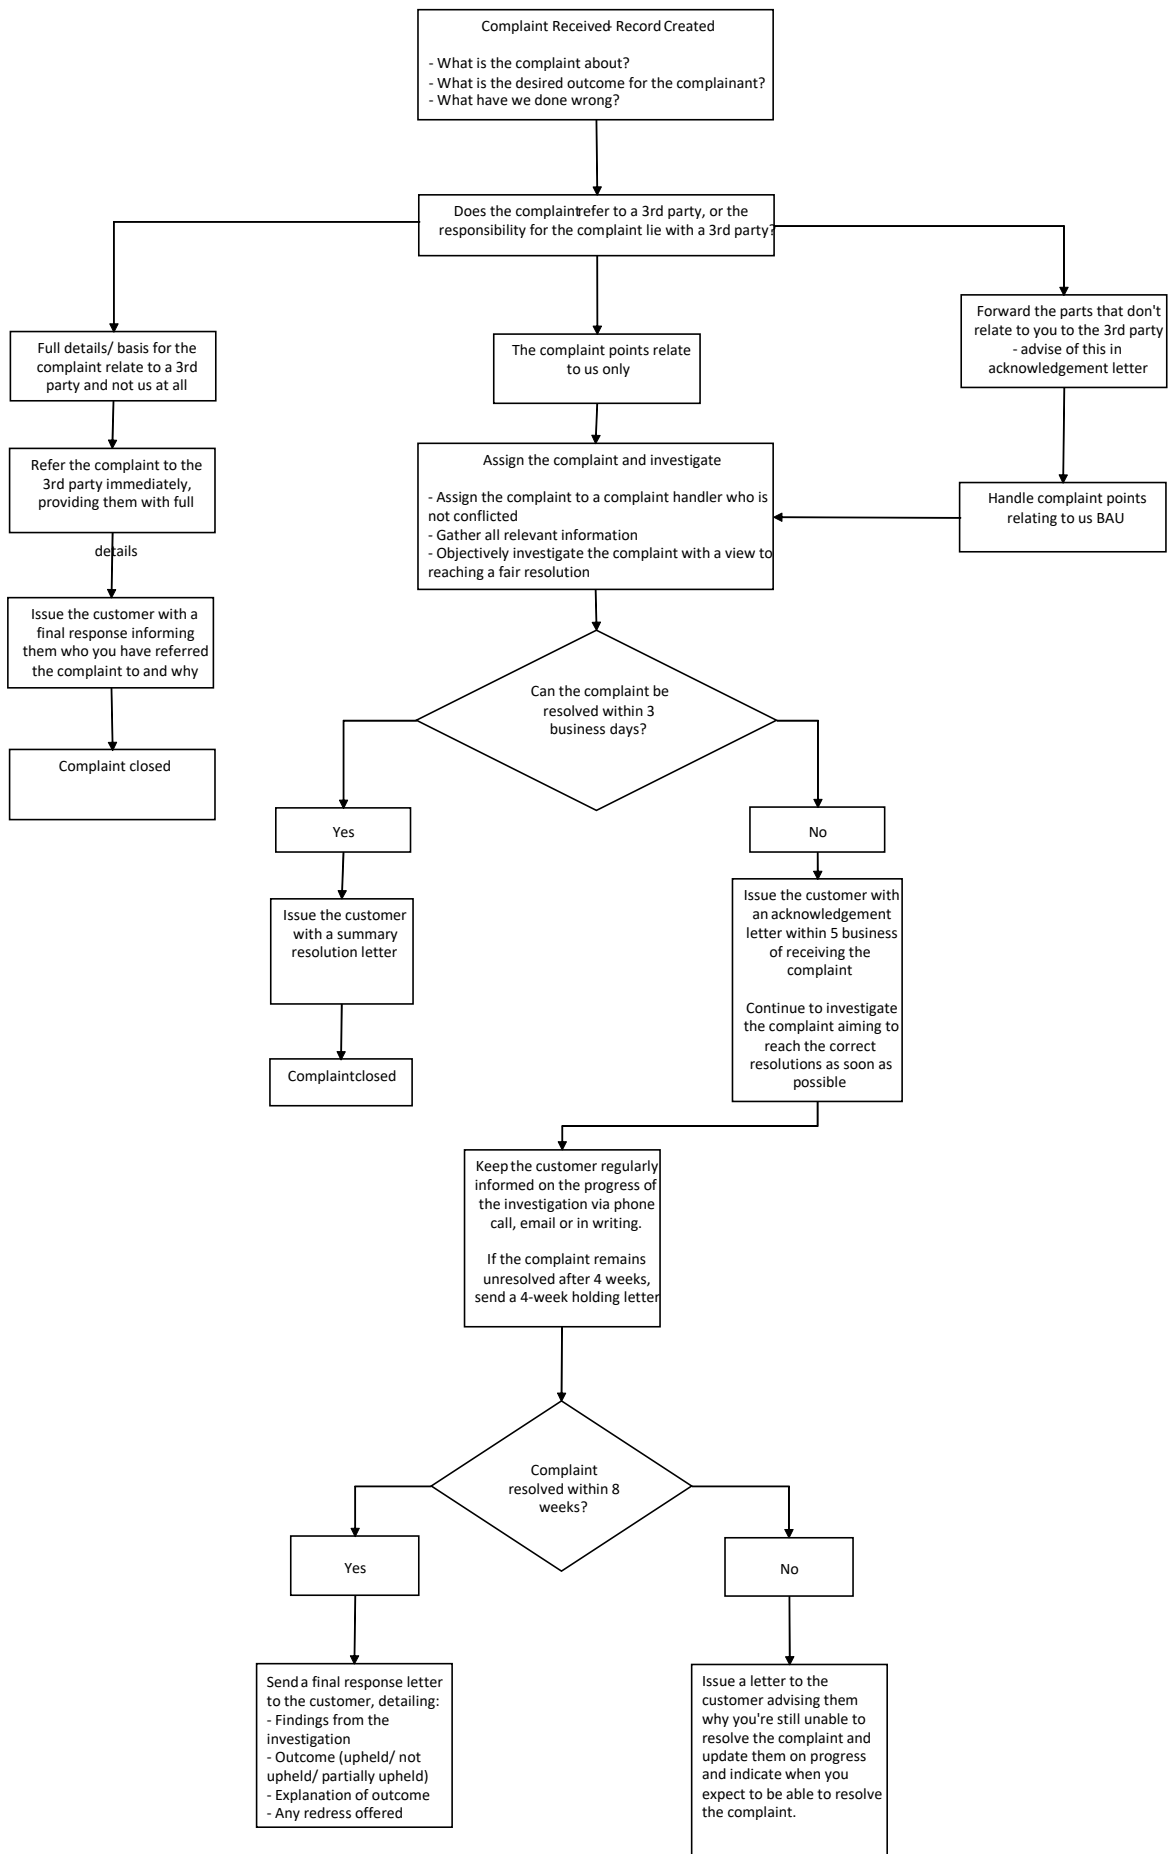 Complaint Received- Record Created
- What is the complaint about?
- What is the desired outcome for the complainant?
- What have we done wrong?
Does the complaint refer to a 3rd party, or the
responsibility for the complaint lie with a 3rd party?
Full details/ basis for the
complaint relate to a 3rd
party and not us at all
The complaint points relate
to us only
Forward the parts that don't
relate to you to the 3rd party
- advise of this in
acknowledgement letter
Refer the complaint to the
3rd party immediately,
providing them with full
details
Assign the complaint and investigate
- Assign the complaint to a complaint handler who is
not conflicted
- Gather all relevant information
- Objectively investigate the complaint with a view to
reaching a fair resolution
Handle complaint points
relating to us BAU
Issue the customer with a
final response informing
them who you have referred
the complaint to and why
Complaint closed
Can the complaint be
resolved within 3
business days?
Yes
No
Issue the customer
with a summary
resolution letter
Complaint closed
Issue the customer with
an acknowledgement
letter within 5 business
of receiving the
complaint
Continue to investigate
the complaint aiming to
reach the correct
resolutions as soon as
possible
Keep the customer regularly
informed on the progress of
the investigation via phone
call, email or in writing.
If the complaint remains
unresolved after 4 weeks,
send a 4-week holding letter
Complaint
resolved within 8
weeks?
Yes
No
Send a final response letter
to the customer, detailing:
- Findings from the
investigation
- Outcome (upheld/ not
upheld/ partially upheld)
- Explanation of outcome
- Any redress offered
Issue a letter to the
customer advising them
why you're still unable to
resolve the complaint and
update them on progress
and indicate when you
expect to be able to resolve
the complaint.